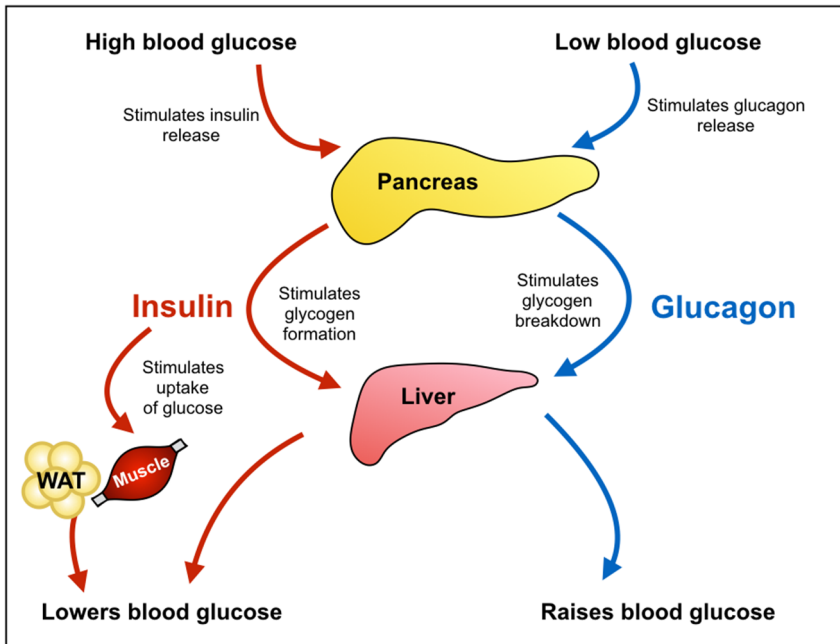 High blood glucose
Low blood glucose
Stimulates insulin
release
Stimulates glucagon
release
Pancreas
Insulin
Stimulates
glycogen
formation
Stimulates
glycogen
breakdown
Glucagon
Stimulates
uptake
of glucose
Liver
WAT
Muscle
Lowers blood glucose
Raises blood glucose